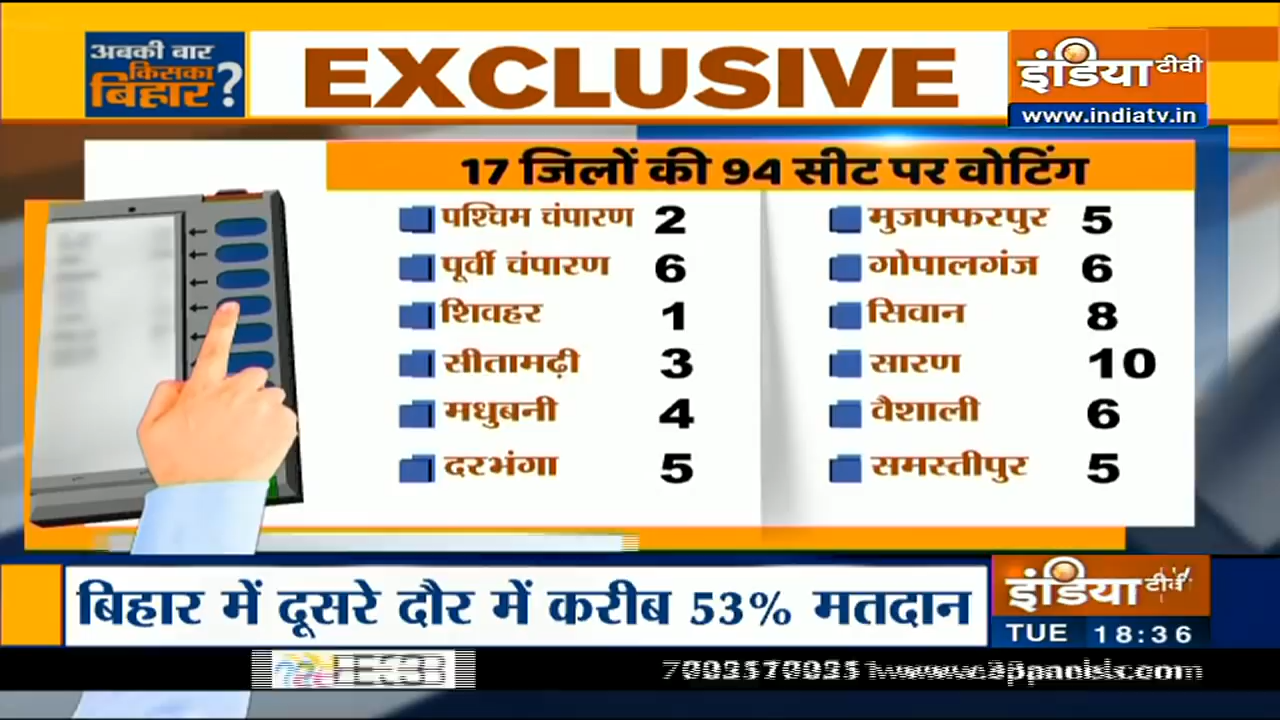 अबकी बार
किसका
बिहार?
EXCLUSIVE
इंडिया टीवी
www.indiatv.in
17 जिलों की 94 सीट पर वोटिंग
पश्चिम चंपारण 2
पूर्वी चंपारण 6
शिवहर 1
सीतामढ़ी 3
मधुबनी 4
दरभंगा 5
मुजफ्फरपुर 5
गोपालगंज 6
सिवान 8
सारण 10
वैशाली 6
समस्तीपुर 5
बिहार में दूसरे दौर में करीब 53% मतदान
इंडिया टीवी
TUE 18:36